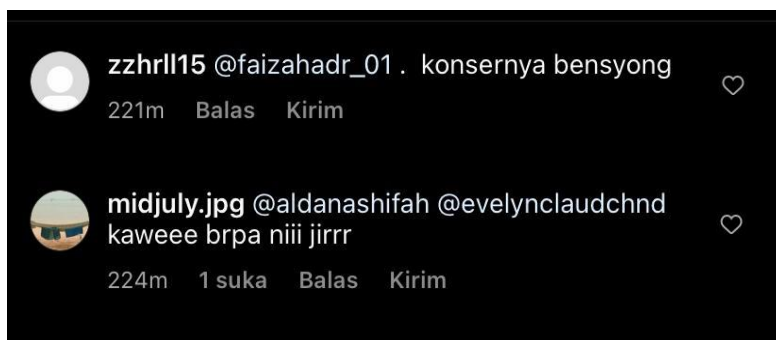 zzhrll15 @faizahadr_01 .  konsernya bensyong
221m Balas Kirim
midjuly.jpg @aldanashifah @evelynclaudchnd
kaweee brpa niii jirrr
224m 1 suka Balas Kirim